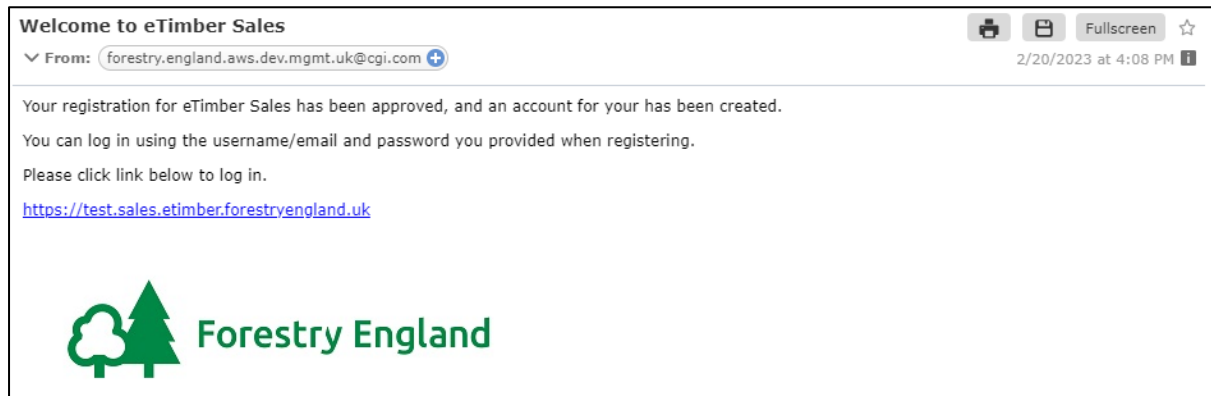 Welcome to eTimber Sales
Fullscreen
From: forestry.england.aws.dev.mgmt.uk@cgi.com
2/20/2023 at 4:08 PM
Your registration for eTimber Sales has been approved, and an account for your has been created.
You can log in using the username/email and password you provided when registering.
Please click link below to log in.
https://test.sales.etimber.forestryengland.uk
Forestry England